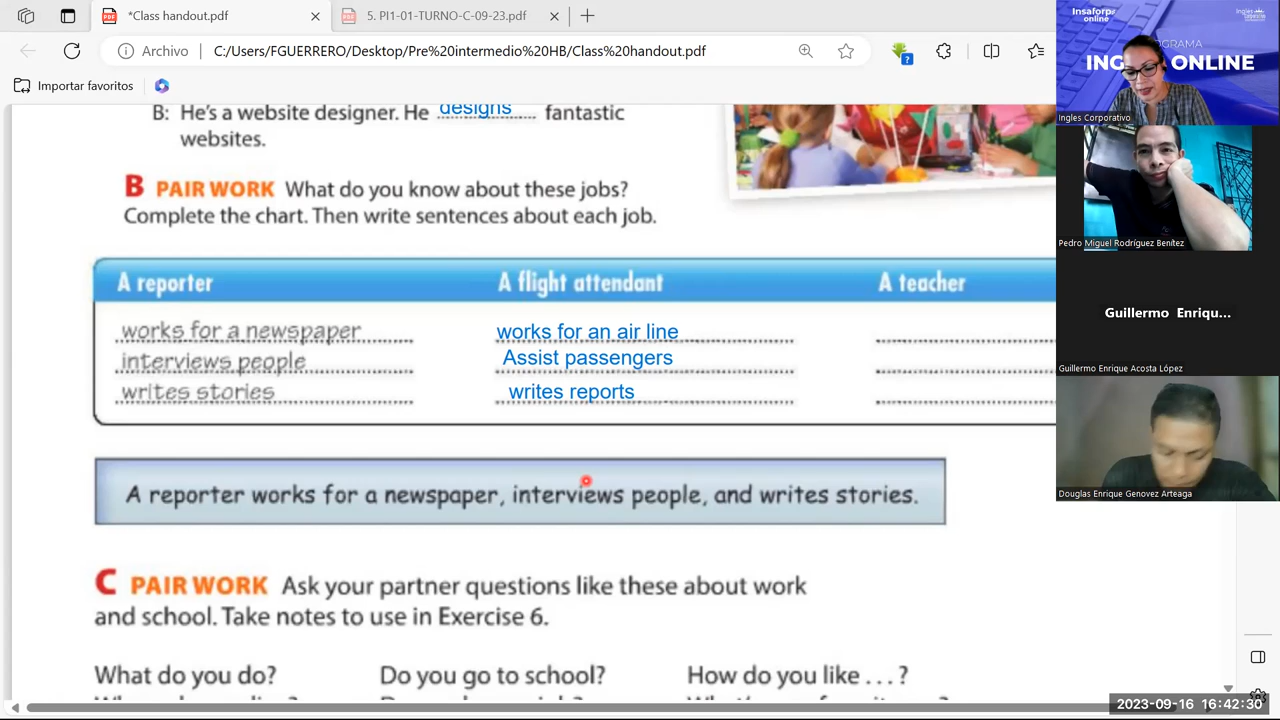 *Class handout.pdf
5. D1-01-TURNO-C-09-23.pdf
Archivo
C:/Users/FGUERRERO/Desktop/Pre%20intermedio%20HB/Class%20handout.pdf
Importar favoritos
B: He's a website designer. He designs fantastic
websites.
B PAIR WORK What do you know about these jobs?
Complete the chart. Then write sentences about each job.
A reporter A flight attendant A teacher
works for a newspaper works for an air line
interviews people Assist passengers
writes stories writes reports
A reporter works for a newspaper, interviews people, and writes stories.
C PAIR WORK Ask your partner questions like these about work
and school. Take notes to use in Exercise 6.
What do you do? Do you go to school? How do you like . . . ?
Insaforp
online
ING ONLINE
Ingles Corporativo
Pedro Miguel Rodríguez Benítez
Guillermo Enriqu...
Guillermo Enrique Acosta López
Douglas Enrique Genovez Arteaga
2023-09-16 16:42:30